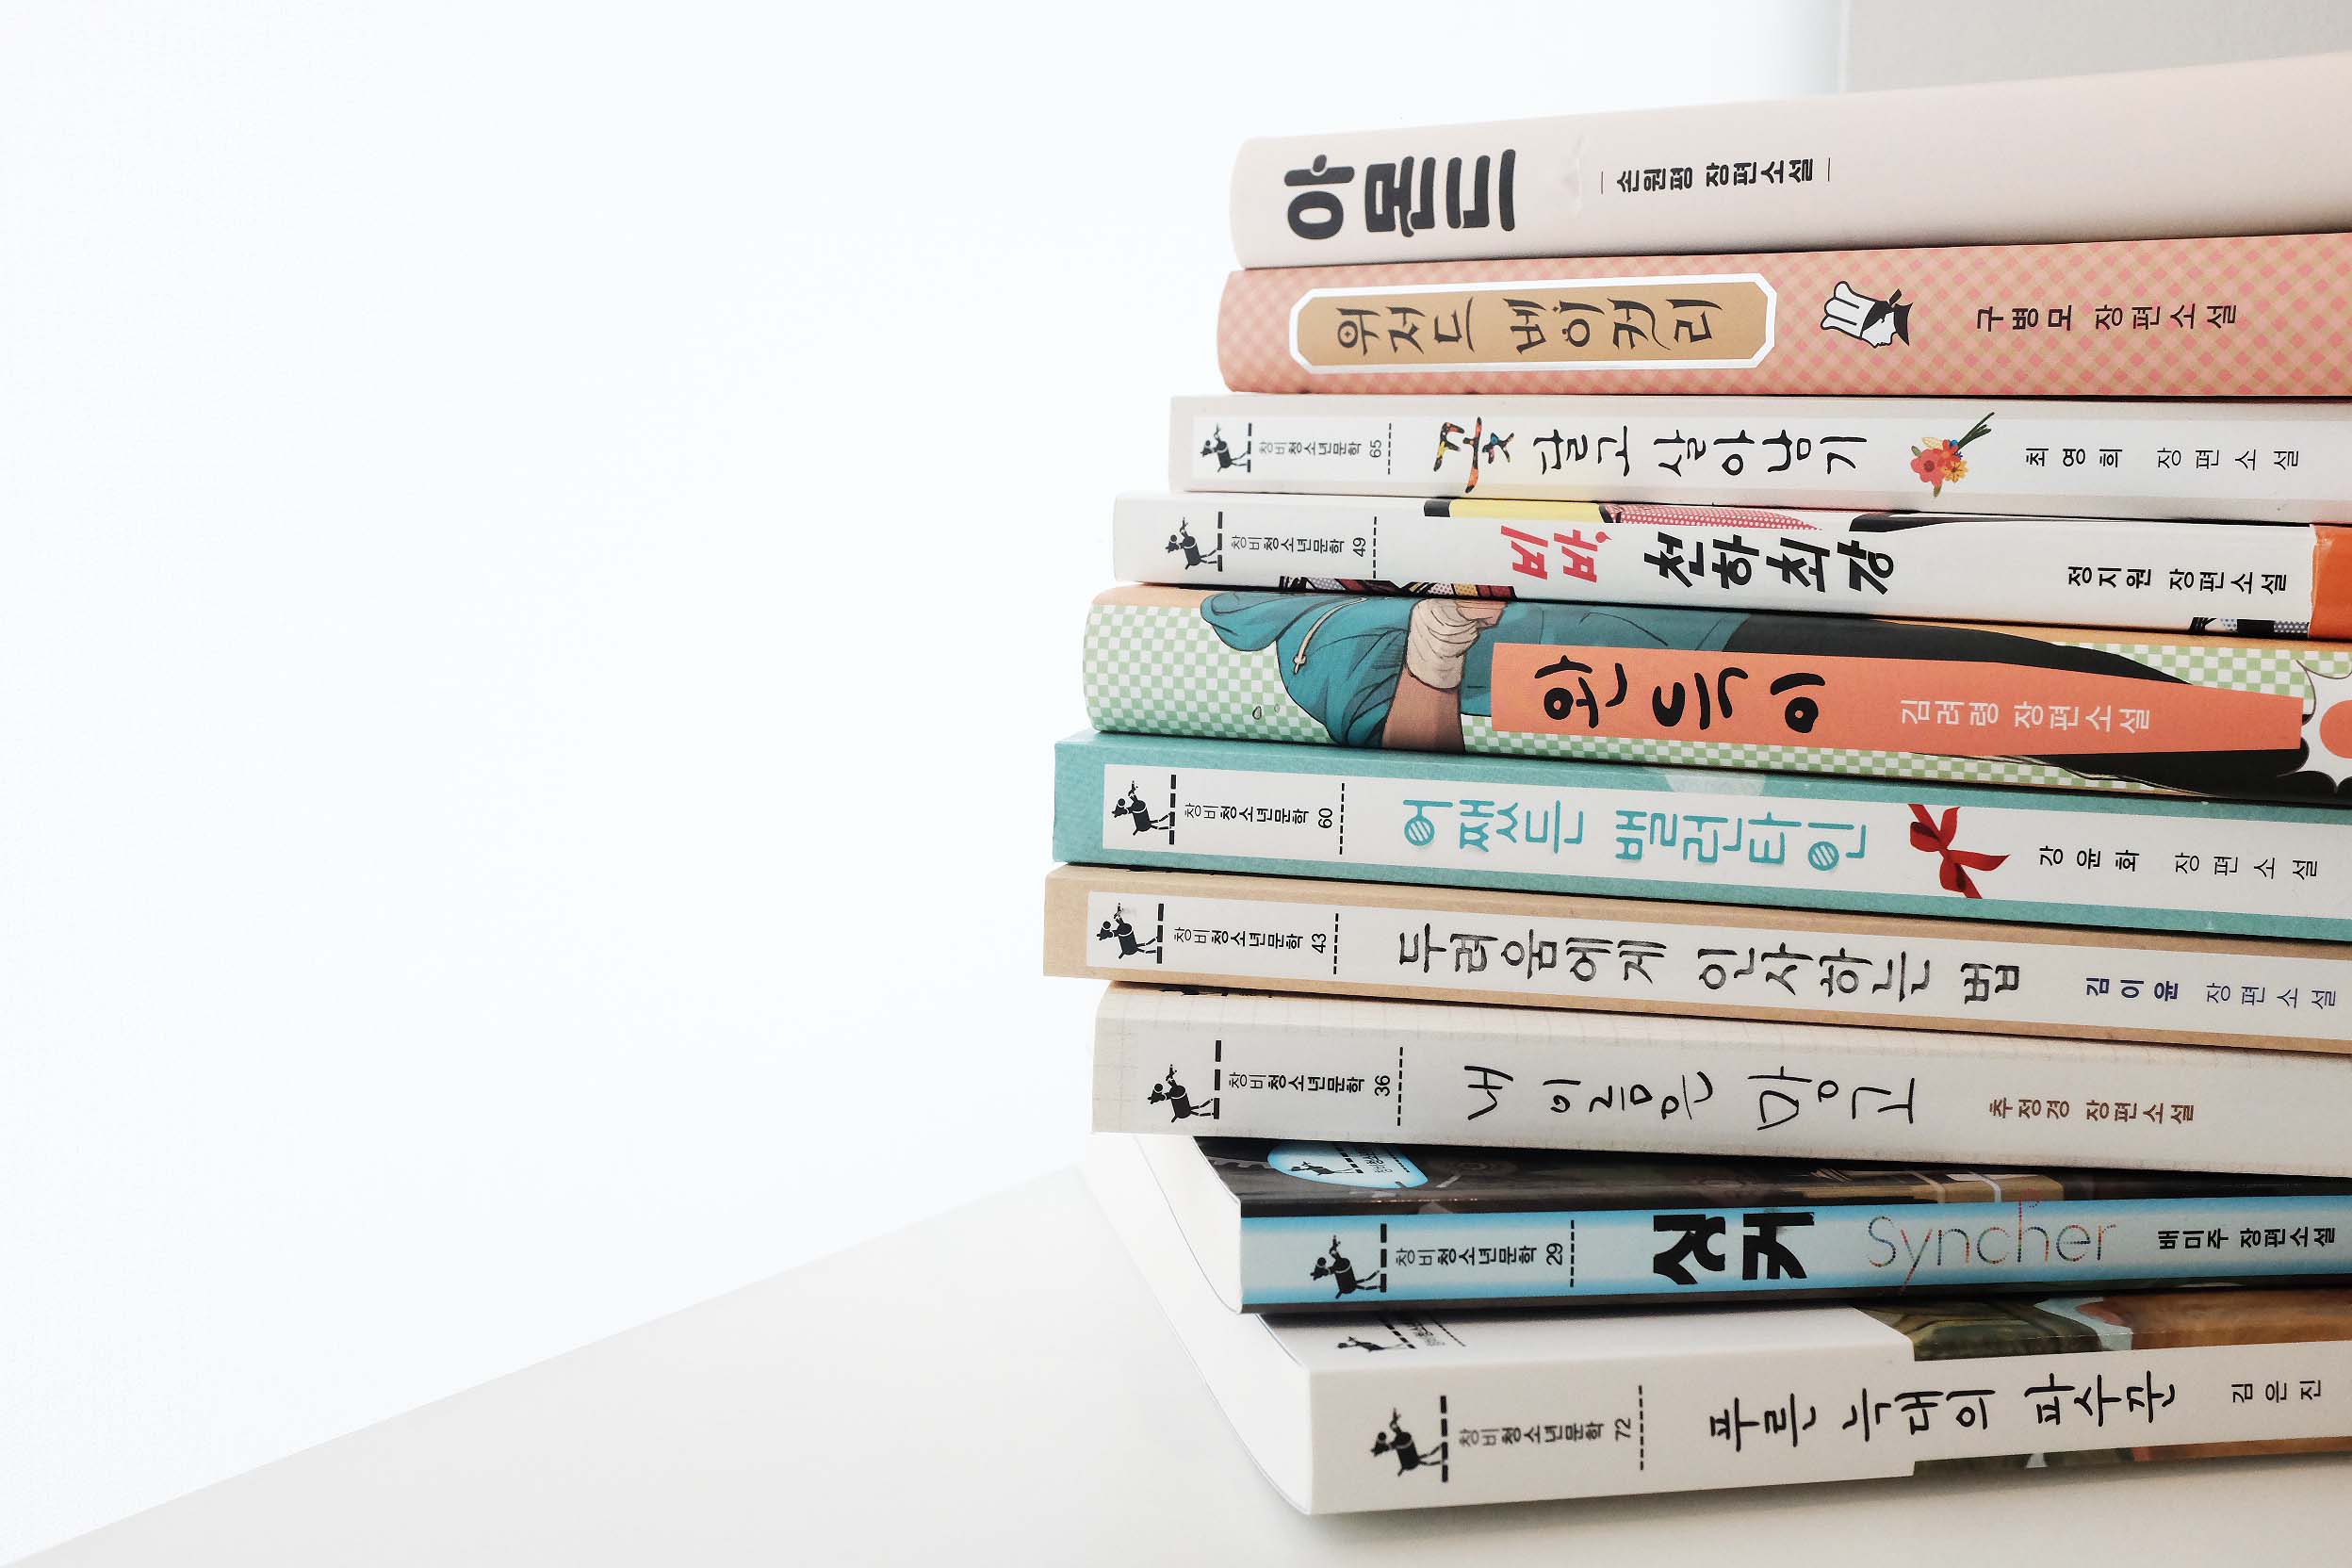 아몬드 손원평 장편소설
위저드 베이커리 구병모 장편소설
창비청소년문학 65 꽃 달고 살아남기 최영희 장편소설
창비청소년문학 49 빡빡 천하최강 정지원 장편소설
완득이 김려령 장편소설
창비청소년문학 60 어쨌든 밸런타인 강윤화 장편소설
창비청소년문학 43 두려움에게 인사하는 법 김이윤 장편소설
창비청소년문학 36 내 이름은 망고 추정경 장편소설
창비청소년문학 29 싱커 Syncher 배미주 장편소설
창비청소년문학 72 푸른 늑대의 파수꾼 김은진